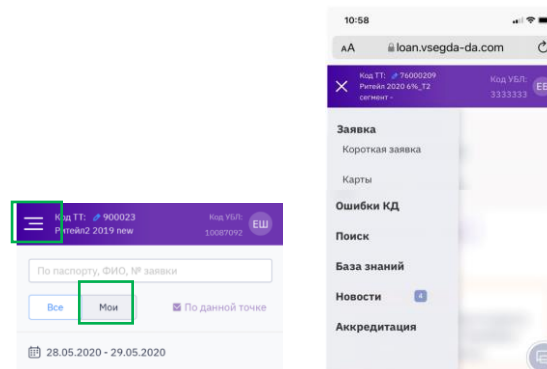 Код ТТ: 900023
Ритейл2 2019 new
Код УБЛ:
10087092
ЕШ
По паспорту, ФИО, № заявки
Все
Мои
По данной точке
28.05.2020 - 29.05.2020
10:58
AA
loan.vsegda-da.com
Код ТТ: 76000209
Ритейл 2020 6%_Т2
сегмент -
Код УБЛ:
3333333
Заявка
Короткая заявка
Карты
Ошибки КД
Поиск
База знаний
Новости 4
Аккредитация